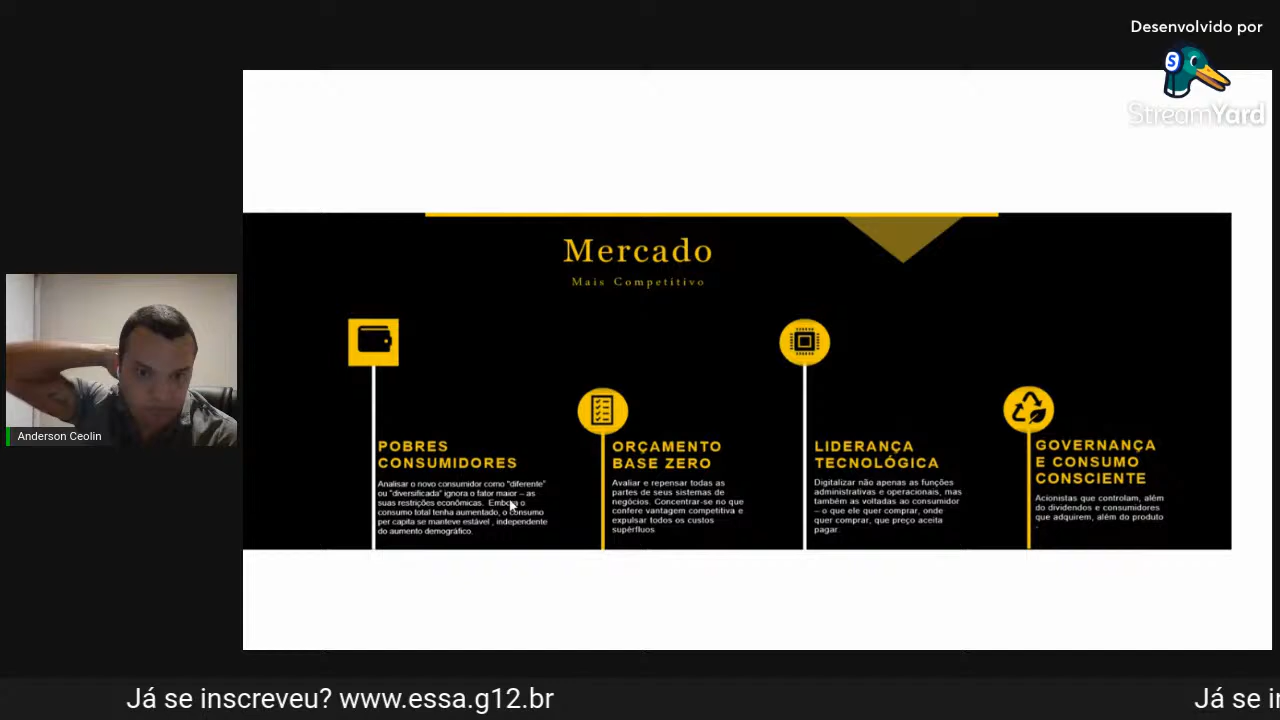 Desenvolvido por
StreamYard
Mercado
Mais Competitivo
POBRES
CONSUMIDORES
Analisar o novo consumidor como "diferente"
ou "diversificada" ignora o fator maior – as
suas restrições econômicas. Embora o
consumo total tenha aumentado, o consumo
per capita se manteve estável , independente
do aumento demográfico.
ORÇAMENTO
BASE ZERO
Avaliar e repensar todas as
partes de seus sistemas de
negócios. Concentrar-se no que
confere vantagem competitiva e
expulsar todos os custos
supérfluos.
LIDERANÇA
TECNOLÓGICA
Digitalizar não apenas as funções
administrativas e operacionais, mas
também as voltadas ao consumidor
– o que ele quer comprar, onde
quer comprar, que preço aceita
pagar.
GOVERNANÇA
E CONSUMO
CONSCIENTE
Acionistas que controlam, além
do dividendos e consumidores
que adquirem, além do produto
.
Anderson Ceolin
Já se inscreveu? www.essa.g12.br
Já se in